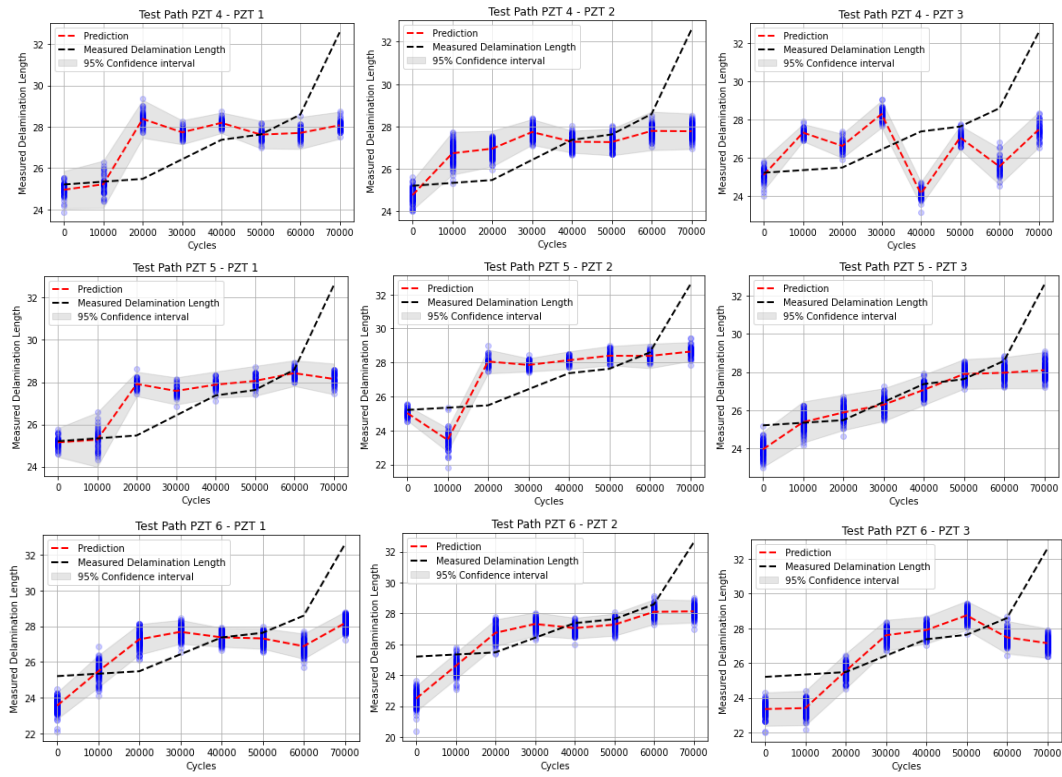 Test Path PZT 4 - PZT 1
Prediction
Measured Delamination Length
95% Confidence interval
Measured Delamination Length
32
30
28
26
24
0 10000 20000 30000 40000 50000 60000 70000
Cycles
Test Path PZT 4 - PZT 2
Prediction
Measured Delamination Length
95% Confidence interval
Measured Delamination Length
32
30
28
26
24
0 10000 20000 30000 40000 50000 60000 70000
Cycles
Test Path PZT 4 - PZT 3
Prediction
Measured Delamination Length
95% Confidence interval
Measured Delamination Length
32
30
28
26
24
0 10000 20000 30000 40000 50000 60000 70000
Cycles
Test Path PZT 5 - PZT 1
Prediction
Measured Delamination Length
95% Confidence interval
Measured Delamination Length
32
30
28
26
24
0 10000 20000 30000 40000 50000 60000 70000
Cycles
Test Path PZT 5 - PZT 2
Prediction
Measured Delamination Length
95% Confidence interval
Measured Delamination Length
32
30
28
26
24
22
0 10000 20000 30000 40000 50000 60000 70000
Cycles
Test Path PZT 5 - PZT 3
Prediction
Measured Delamination Length
95% Confidence interval
Measured Delamination Length
32
30
28
26
24
0 10000 20000 30000 40000 50000 60000 70000
Cycles
Test Path PZT 6 - PZT 1
Prediction
Measured Delamination Length
95% Confidence interval
Measured Delamination Length
32
30
28
26
24
22
0 10000 20000 30000 40000 50000 60000 70000
Cycles
Test Path PZT 6 - PZT 2
Prediction
Measured Delamination Length
95% Confidence interval
Measured Delamination Length
32
30
28
26
24
22
20
0 10000 20000 30000 40000 50000 60000 70000
Cycles
Test Path PZT 6 - PZT 3
Prediction
Measured Delamination Length
95% Confidence interval
Measured Delamination Length
32
30
28
26
24
22
0 10000 20000 30000 40000 50000 60000 70000
Cycles